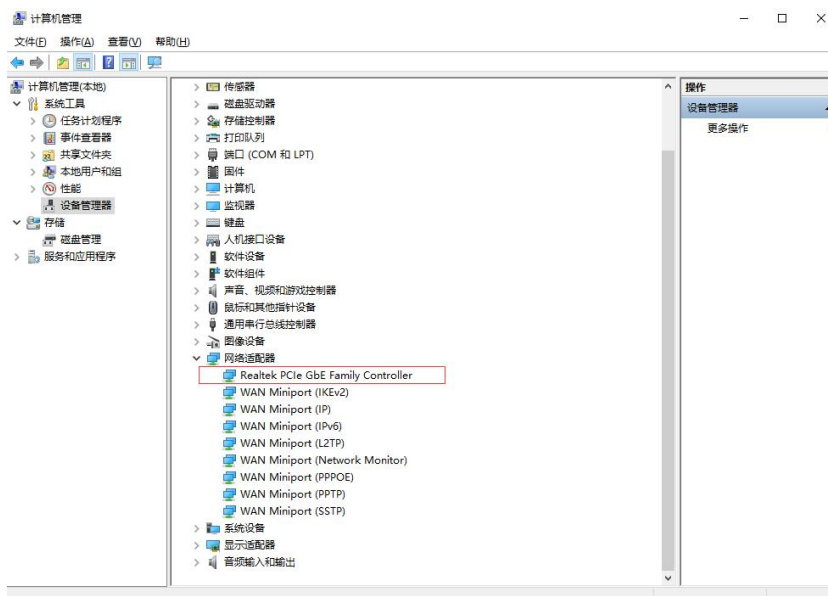 计算机管理
文件(F) 操作(A) 查看(V) 帮助(H)
计算机管理(本地)
系统工具
任务计划程序
事件查看器
共享文件夹
本地用户和组
性能
设备管理器
存储
磁盘管理
服务和应用程序
传感器
磁盘驱动器
存储控制器
打印队列
端口 (COM 和 LPT)
固件
计算机
监视器
键盘
人机接口设备
软件设备
软件组件
声音、视频和游戏控制器
鼠标和其他指针设备
通用串行总线控制器
图像设备
网络适配器
Realtek PCIe GbE Family Controller
WAN Miniport (IKEv2)
WAN Miniport (IP)
WAN Miniport (IPv6)
WAN Miniport (L2TP)
WAN Miniport (Network Monitor)
WAN Miniport (PPPOE)
WAN Miniport (PPTP)
WAN Miniport (SSTP)
系统设备
显示适配器
音频输入和输出
操作
设备管理器
更多操作